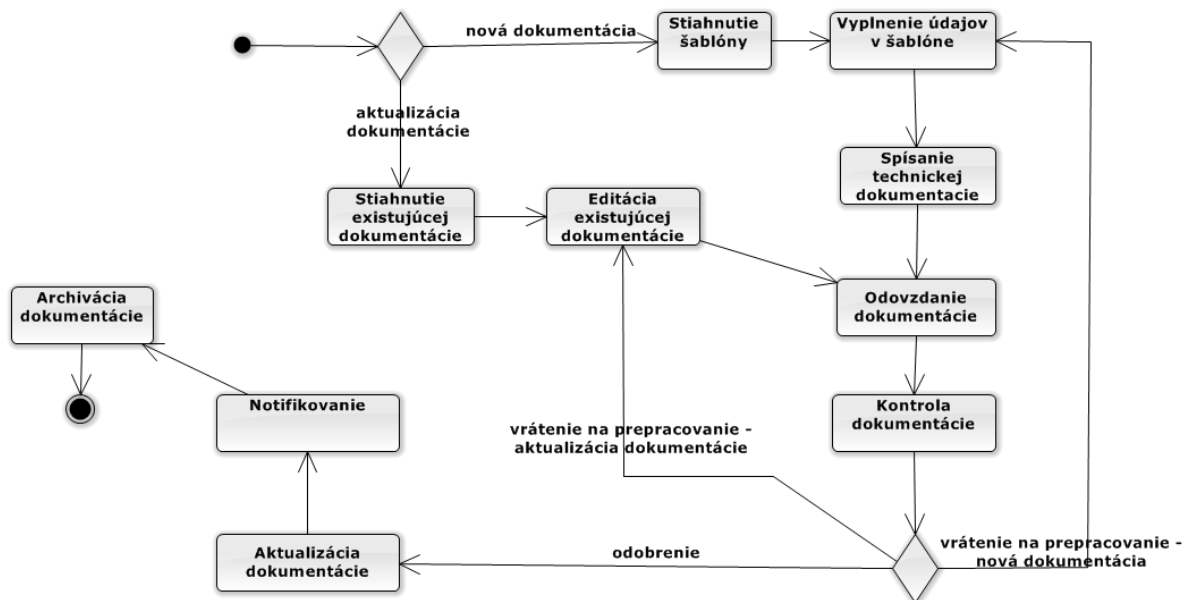 nová dokumentácia
Stiahnutie
šablóny
Vyplnenie údajov
v šablóne
aktualizácia
dokumentácie
Spísanie
technickej
dokumentacie
Stiahnutie
existujúcej
dokumentácie
Editácia
existujúcej
dokumentácie
Odovzdanie
dokumentácie
Archivácia
dokumentácie
Notifikovanie
Kontrola
dokumentácie
vrátenie na prepracovanie -
aktualizácia dokumentácie
Aktualizácia
dokumentácie
odobrenie
vrátenie na prepracovanie -
nová dokumentácia